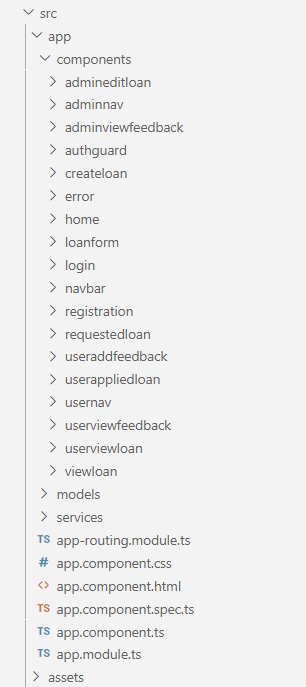 src
app
components
admineditloan
adminnav
adminviewfeedback
authguard
createloan
error
home
loanform
login
navbar
registration
requestedloan
useraddfeedback
userappliedloan
usernav
userviewfeedback
userviewloan
viewloan
models
services
TS app-routing.module.ts
# app.component.css
<> app.component.html
TS app.component.spec.ts
TS app.component.ts
TS app.module.ts
assets